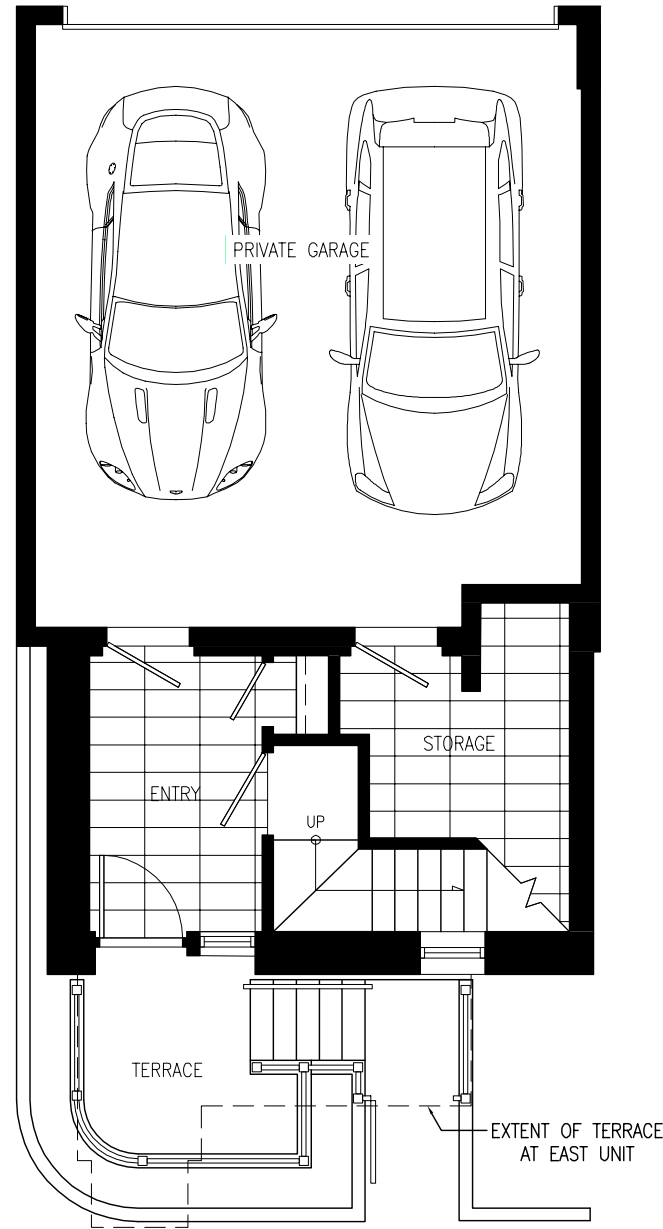 PRIVATE GARAGE
STORAGE
ENTRY
UP
TERRACE
EXTENT OF TERRACE
AT EAST UNIT